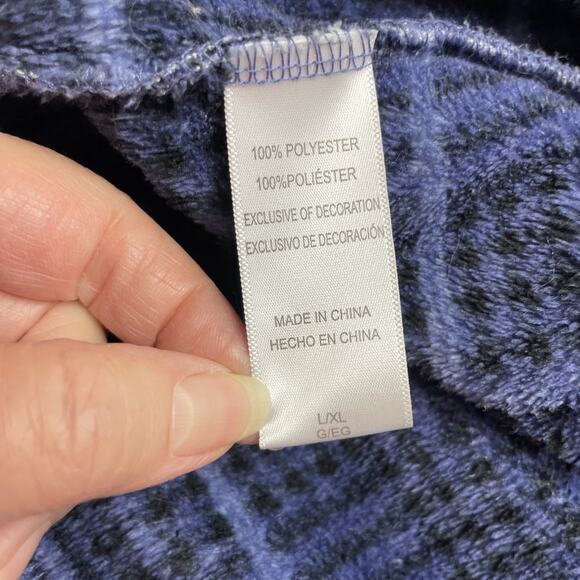 100% POLYESTER
100%POLIÉSTER
EXCLUSIVE OF DECORATION
EXCLUSIVO DE DECORACIÓN
MADE IN CHINA
HECHO EN CHINA
L/XL
G/EG